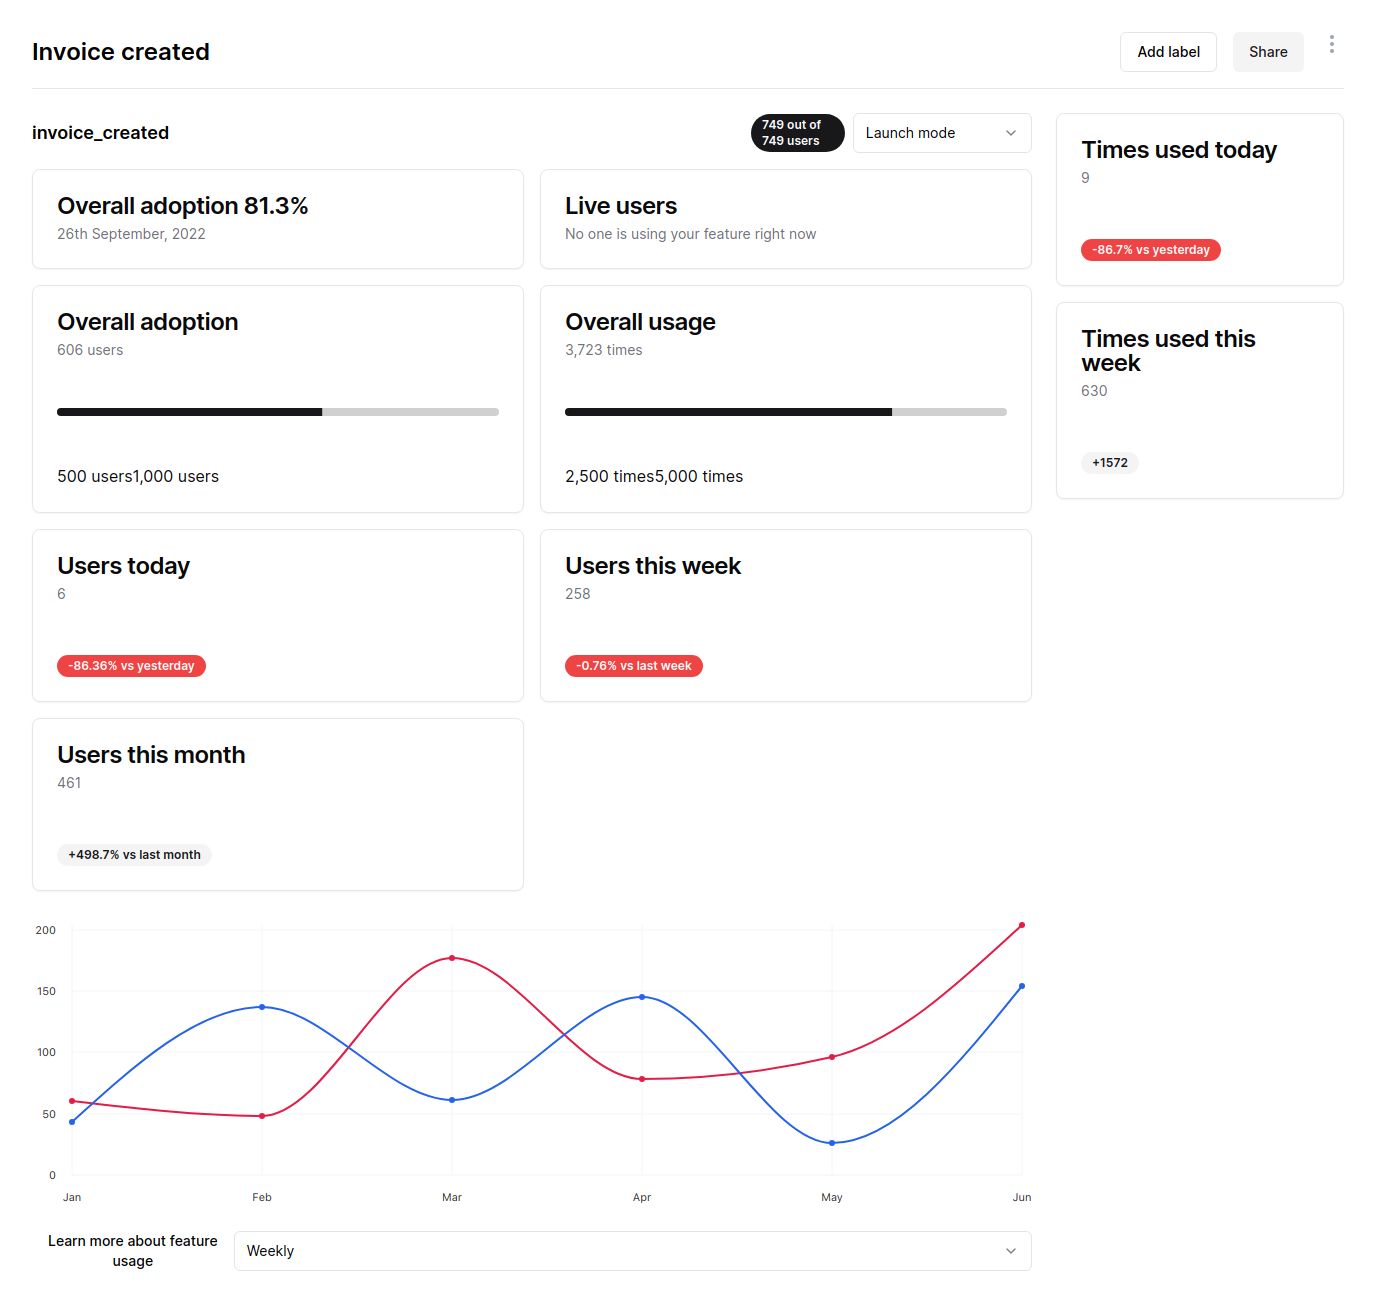 Invoice created
Add label
Share
invoice_created
749 out of
749 users
Launch mode
Overall adoption 81.3%
26th September, 2022
Live users
No one is using your feature right now
Overall adoption
606 users
500 users1,000 users
Overall usage
3,723 times
2,500 times5,000 times
Users today
6
-86.36% vs yesterday
Users this week
258
-0.76% vs last week
Users this month
461
+498.7% vs last month
Times used today
9
-86.7% vs yesterday
Times used this
week
630
+1572
200
150
100
50
0
Jan
Feb
Mar
Apr
May
Jun
Learn more about feature
usage
Weekly